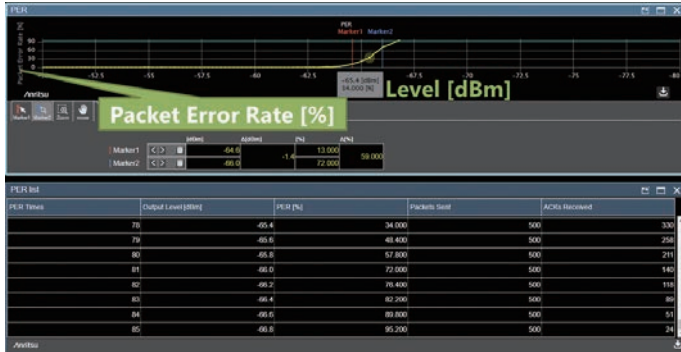 PER
PER
Marker1 Marker2
Packet Error Rate [%]
90
60
30
0
-52.5 -55 -57.5 -60 -62.5 -67.5 -70 -72.5 -75 -77.5 -80
-65.4 [dBm]
34.000 [%]
Level [dBm]
Anritsu
Packet Error Rate [%]
Marker1 Marker2 Zoom
[dBm] Δ[dBm] [%] Δ[%]
Marker1 -64.6 13.000
-1.4 59.000
Marker2 -66.0 72.000
PER list
PER Times Output Level [dBm] PER [%] Packets Sent ACKs Received
78 -65.4 34.000 500 330
79 -65.6 48.400 500 258
80 -65.8 57.800 500 211
81 -66.0 72.000 500 140
82 -66.2 76.400 500 118
83 -66.4 82.200 500 89
84 -66.6 89.800 500 51
85 -66.8 95.200 500 24
Anritsu